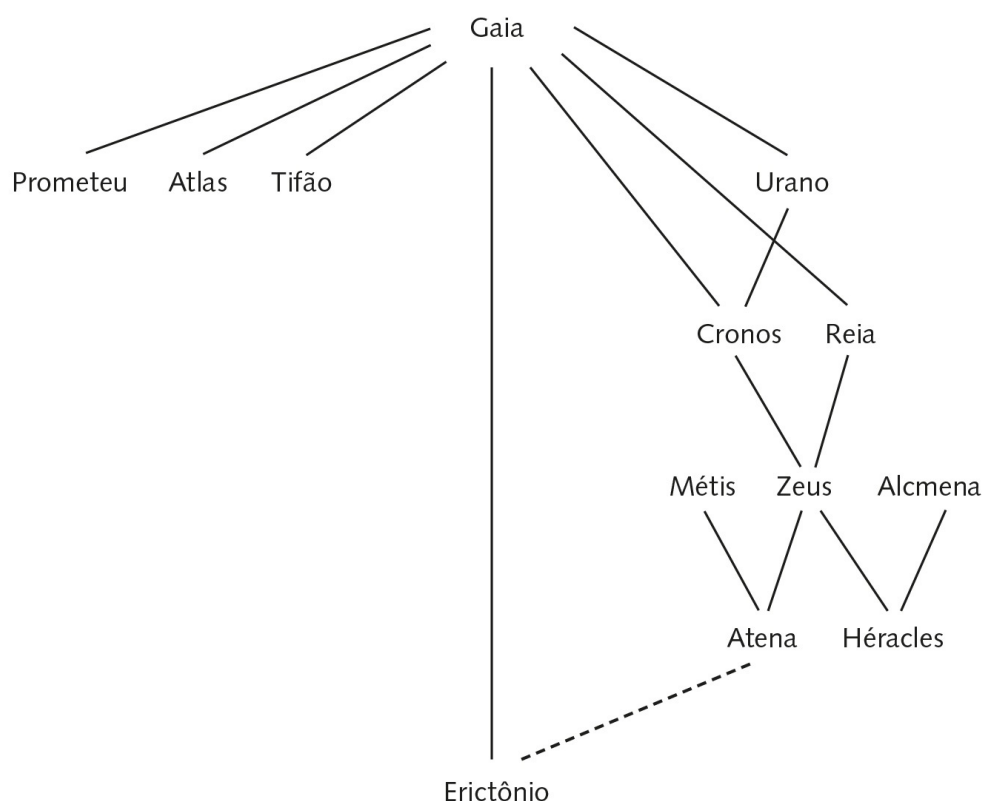 Gaia
Prometeu Atlas Tifão Urano
Cronos Reia
Métis Zeus Alcmena
Atena Héracles
Erictônio